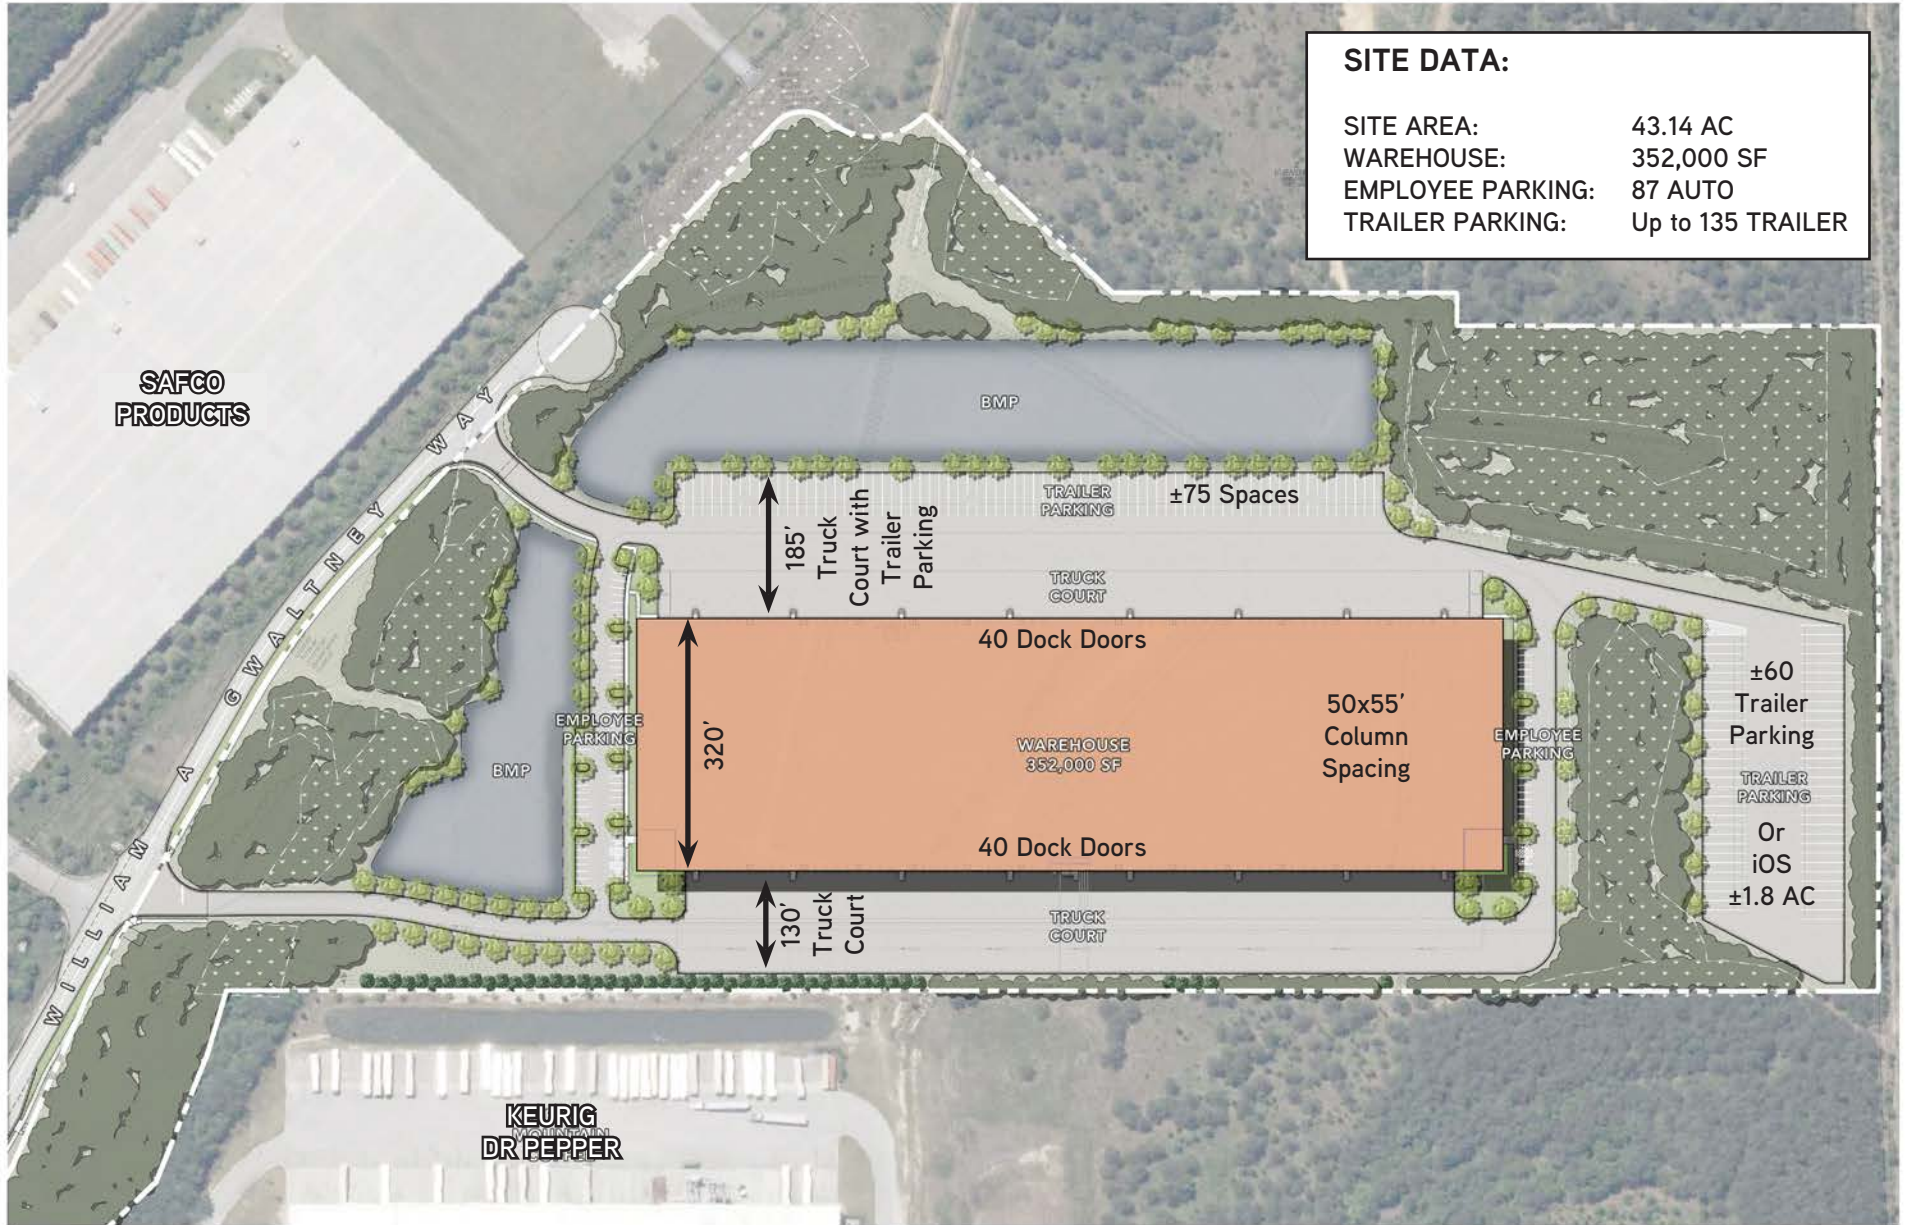 SITE DATA:
SITE AREA: 43.14 AC
WAREHOUSE: 352,000 SF
EMPLOYEE PARKING: 87 AUTO
TRAILER PARKING: Up to 135 TRAILER
SAFCO
PRODUCTS
WILLIAM A GWALTNEY WAY
BMP
TRAILER
PARKING
±75 Spaces
185’
Truck
Court with
Trailer
Parking
TRUCK
COURT
40 Dock Doors
320’
50x55’
Column
Spacing
WAREHOUSE
352,000 SF
EMPLOYEE
PARKING
BMP
EMPLOYEE
PARKING
±60
Trailer
Parking
TRAILER
PARKING
Or
iOS
±1.8 AC
40 Dock Doors
130’
Truck
Court
TRUCK
COURT
KEURIG
DR PEPPER
MOUNTAIN